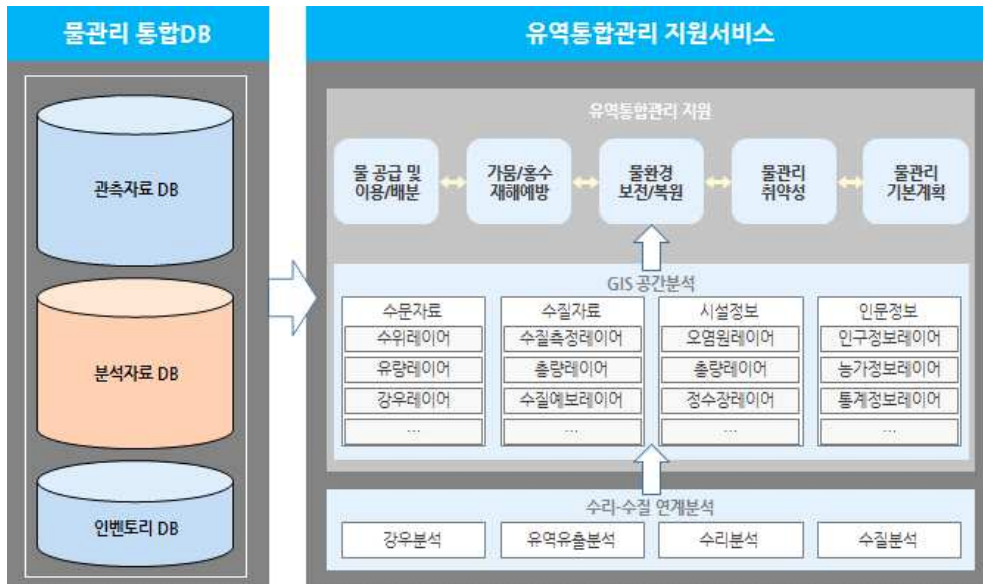 물관리 통합DB
관측자료 DB
분석자료 DB
인벤토리 DB
유역통합관리 지원서비스
유역통합관리 지원
물 공급 및
이용/배분
가뭄/홍수
재해예방
물환경
보전/복원
물관리
취약성
물관리
기본계획
GIS 공간분석
수문자료
수위레이어
유량레이어
강우레이어
...
수질자료
수질측정레이어
총량레이어
수질예보레이어
...
시설정보
오염원레이어
총량레이어
정수장레이어
...
인문정보
인구정보레이어
농가정보레이어
통계정보레이어
...
수리-수질 연계분석
강우분석
유역유출분석
수리분석
수질분석